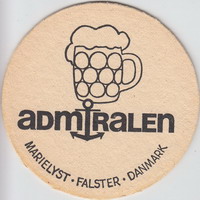 ADMIRALEN
MARIELYST · FALSTER · DANMARK